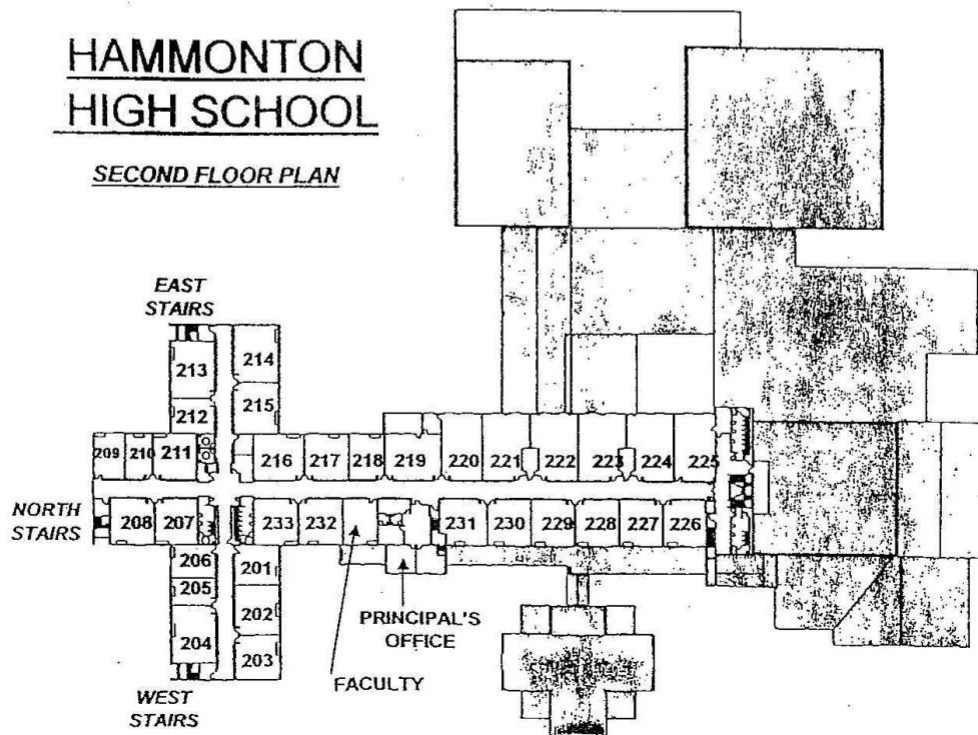 HAMMONTON
HIGH SCHOOL
SECOND FLOOR PLAN
EAST
STAIRS
213
214
212
215
209
210
211
216
217
218
219
220
221
222
223
224
225
NORTH
STAIRS
208
207
233
232
231
230
229
228
227
226
206
201
205
202
204
203
PRINCIPAL'S
OFFICE
FACULTY
WEST
STAIRS